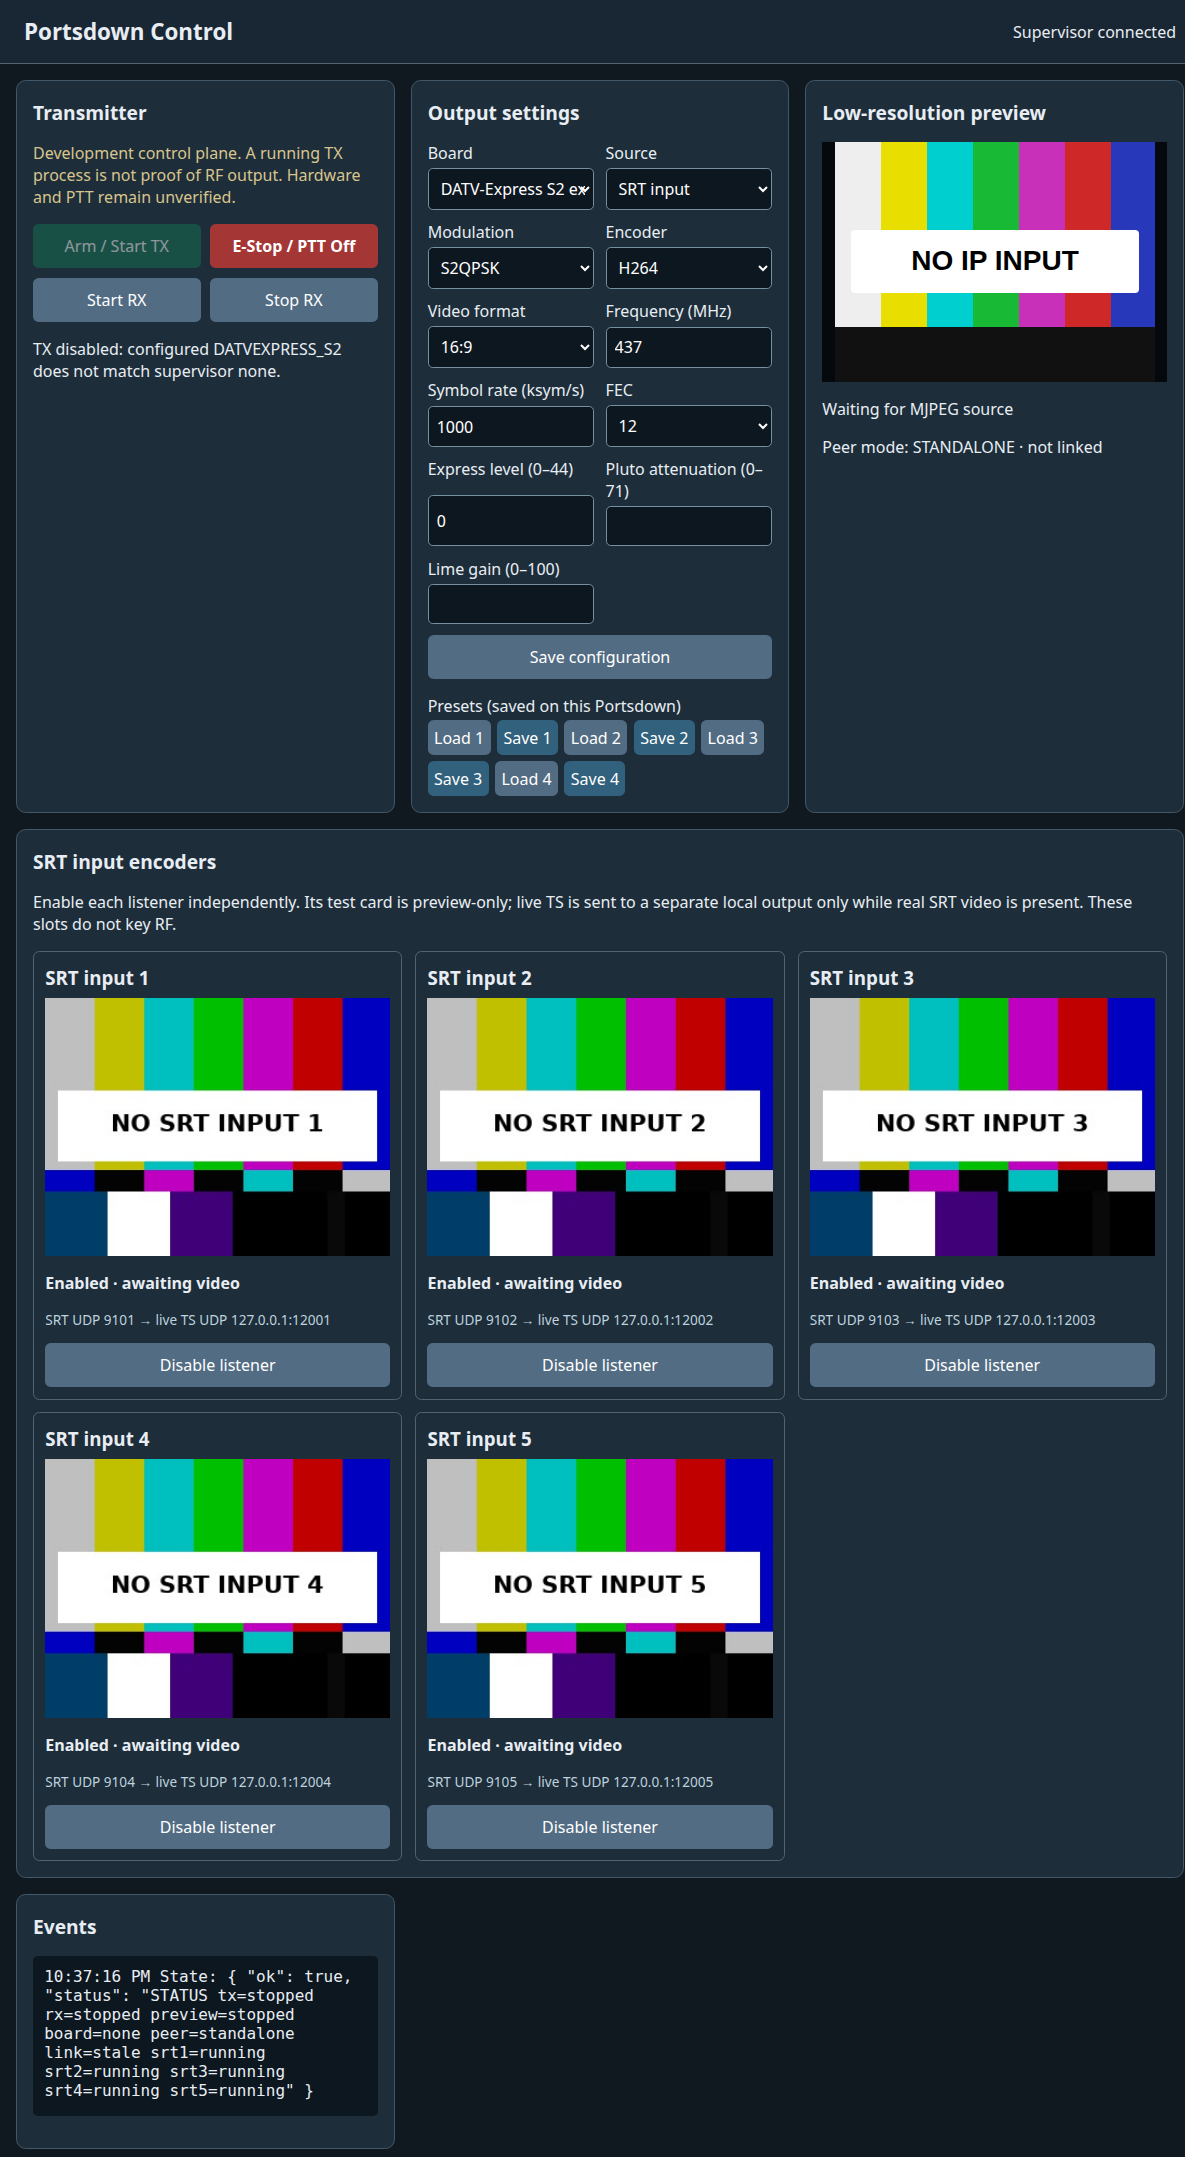 Portsdown Control
Supervisor connected
Transmitter
Development control plane. A running TX
process is not proof of RF output. Hardware
and PTT remain unverified.
Arm / Start TX
E-Stop / PTT Off
Start RX
Stop RX
TX disabled: configured DATVEXPRESS_S2
does not match supervisor none.
Output settings
Board
Source
DATV-Express S2 ex
SRT input
Modulation
Encoder
S2QPSK
H264
Video format
Frequency (MHz)
16:9
437
Symbol rate (ksym/s)
FEC
1000
12
Express level (0–44)
Pluto attenuation (0–
71)
0
Lime gain (0–100)
Save configuration
Presets (saved on this Portsdown)
Load 1
Save 1
Load 2
Save 2
Load 3
Save 3
Load 4
Save 4
Low-resolution preview
NO IP INPUT
Waiting for MJPEG source
Peer mode: STANDALONE · not linked
SRT input encoders
Enable each listener independently. Its test card is preview-only; live TS is sent to a separate local output only while real SRT video is present. These
slots do not key RF.
SRT input 1
NO SRT INPUT 1
Enabled · awaiting video
SRT UDP 9101 → live TS UDP 127.0.0.1:12001
Disable listener
SRT input 2
NO SRT INPUT 2
Enabled · awaiting video
SRT UDP 9102 → live TS UDP 127.0.0.1:12002
Disable listener
SRT input 3
NO SRT INPUT 3
Enabled · awaiting video
SRT UDP 9103 → live TS UDP 127.0.0.1:12003
Disable listener
SRT input 4
NO SRT INPUT 4
Enabled · awaiting video
SRT UDP 9104 → live TS UDP 127.0.0.1:12004
Disable listener
SRT input 5
NO SRT INPUT 5
Enabled · awaiting video
SRT UDP 9105 → live TS UDP 127.0.0.1:12005
Disable listener
Events
10:37:16 PM State: { "ok": true,
"status": "STATUS tx=stopped
rx=stopped preview=stopped
board=none peer=standalone
link=stale srt1=running
srt2=running srt3=running
srt4=running srt5=running" }